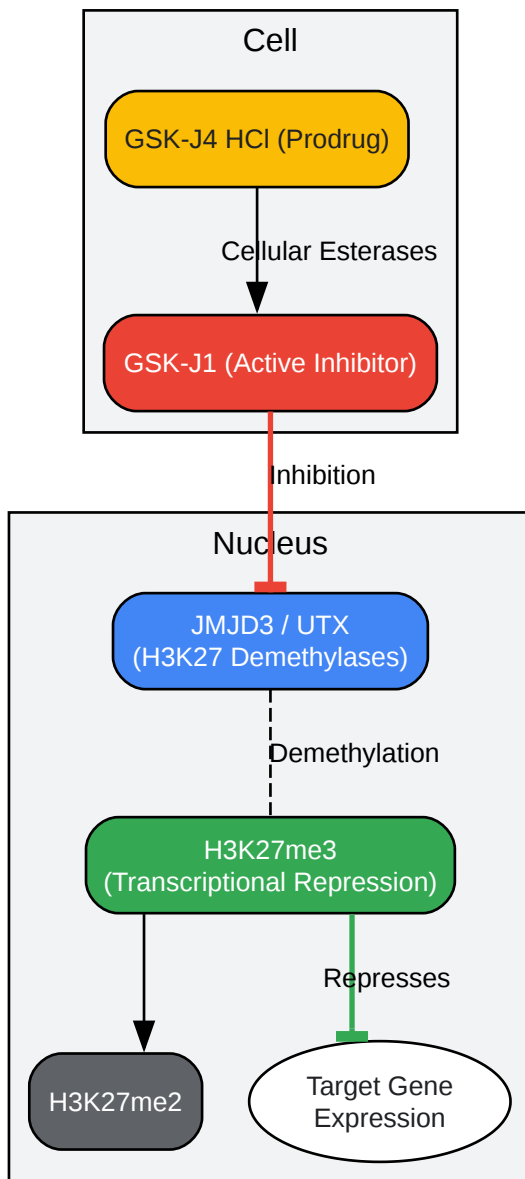 Cell
GSK-J4 HCl (Prodrug)
Cellular Esterases
GSK-J1 (Active Inhibitor)
Inhibition
Nucleus
JMJD3 / UTX
(H3K27 Demethylases)
Demethylation
H3K27me3
(Transcriptional Repression)
Represses
H3K27me2
Target Gene
Expression